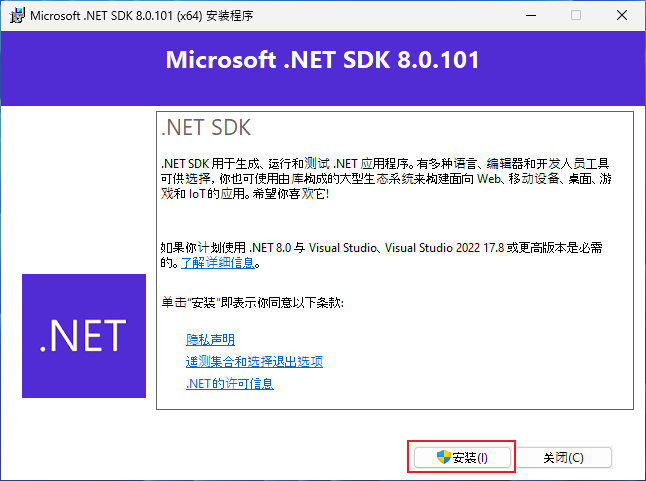 Microsoft .NET SDK 8.0.101 (x64) 安装程序
Microsoft .NET SDK 8.0.101
.NET SDK
.NET SDK 用于生成、运行和测试 .NET 应用程序。有多种语言、编辑器和开发人员工具
可供选择，你也可使用由库构成的大型生态系统来构建面向 Web、移动设备、桌面、游
戏和 IoT 的应用。希望你喜欢它!
如果你计划使用 .NET 8.0 与 Visual Studio、Visual Studio 2022 17.8 或更高版本是必需
的。了解详细信息。
单击"安装"即表示你同意以下条款:
隐私声明
遥测集合和选择退出选项
.NET的许可信息
.NET
安装(I)
关闭(C)